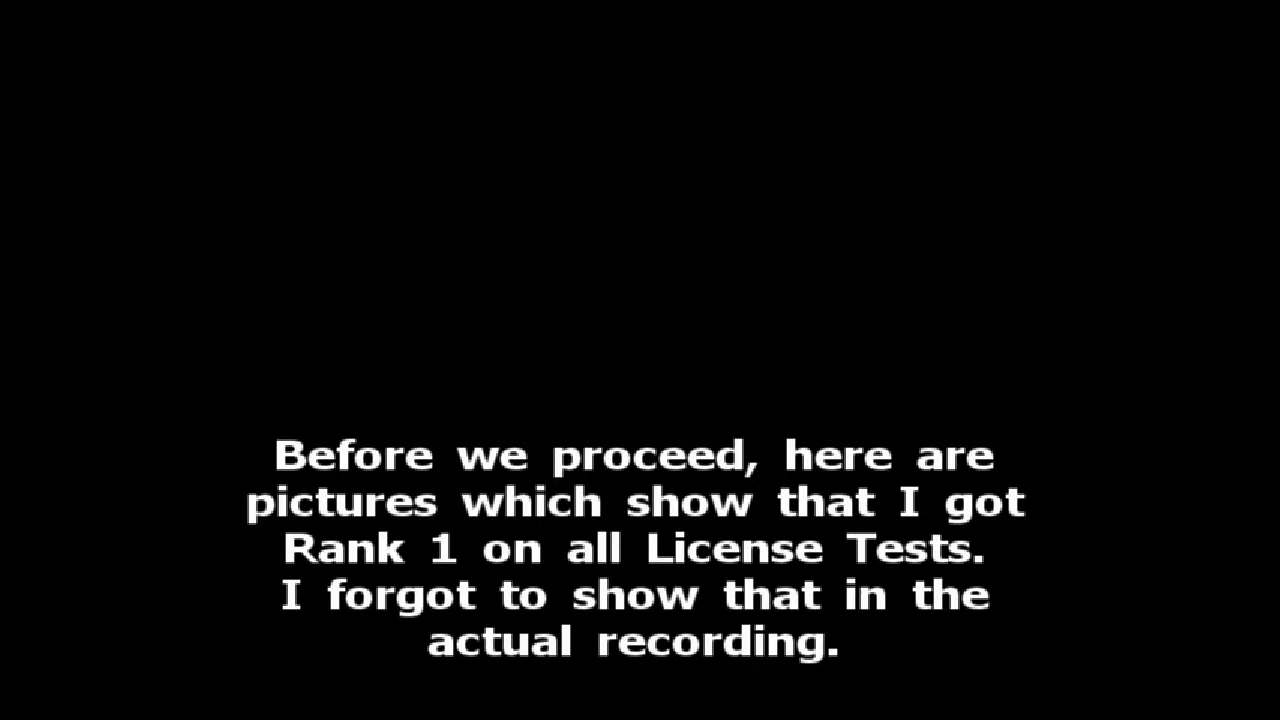 Before we proceed, here are
pictures which show that I got
Rank 1 on all License Tests.
I forgot to show that in the
actual recording.